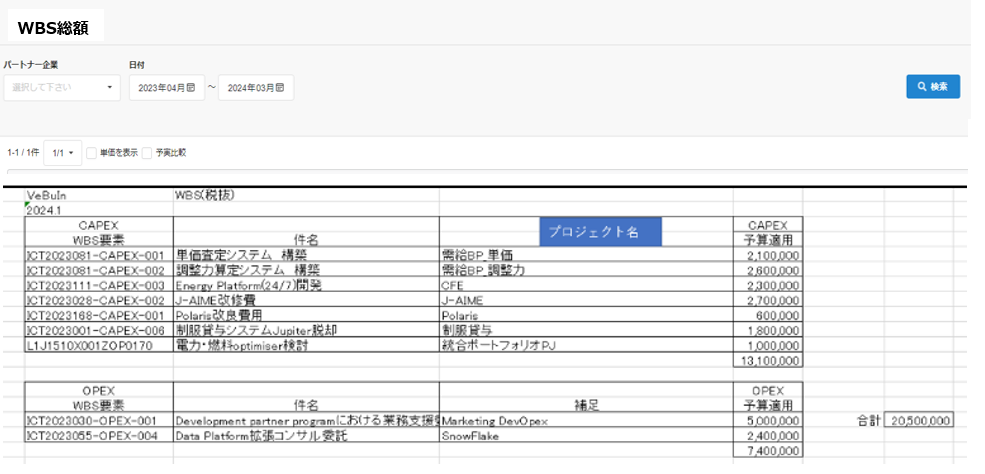 WBS総額
パートナー企業 日付
選択して下さい 2023年04月 ～ 2024年03月 検索
1-1 / 1件 1/1 単価を表示 予実比較
VeBuIn WBS(税抜)
2024.1
CAPEX プロジェクト名 CAPEX
WBS要素 件名 予算適用
ICT2023081-CAPEX-001 単価査定システム 構築 需給BP_単価 2,100,000
ICT2023081-CAPEX-002 調整力算定システム 構築 需給BP_調整力 2,600,000
ICT2023111-CAPEX-003 Energy Platform(24/7)開発 CFE 2,300,000
ICT2023028-CAPEX-002 J-AIME改修費 J-AIME 2,700,000
ICT2023168-CAPEX-001 Polaris改良費用 Polaris 600,000
ICT2023001-CAPEX-006 制服貸与システムJupiter脱却 制服貸与 1,800,000
L1J1510X001ZOP0170 電力・燃料optimiser検討 統合ポートフォリオPJ 1,000,000
13,100,000
OPEX OPEX
WBS要素 件名 補足 予算適用
ICT2023030-OPEX-001 Development partner programにおける業務支援 Marketing DevOpex 5,000,000 合計 20,500,000
ICT2023055-OPEX-004 Data Platform拡張コンサル委託 SnowFlake 2,400,000
7,400,000